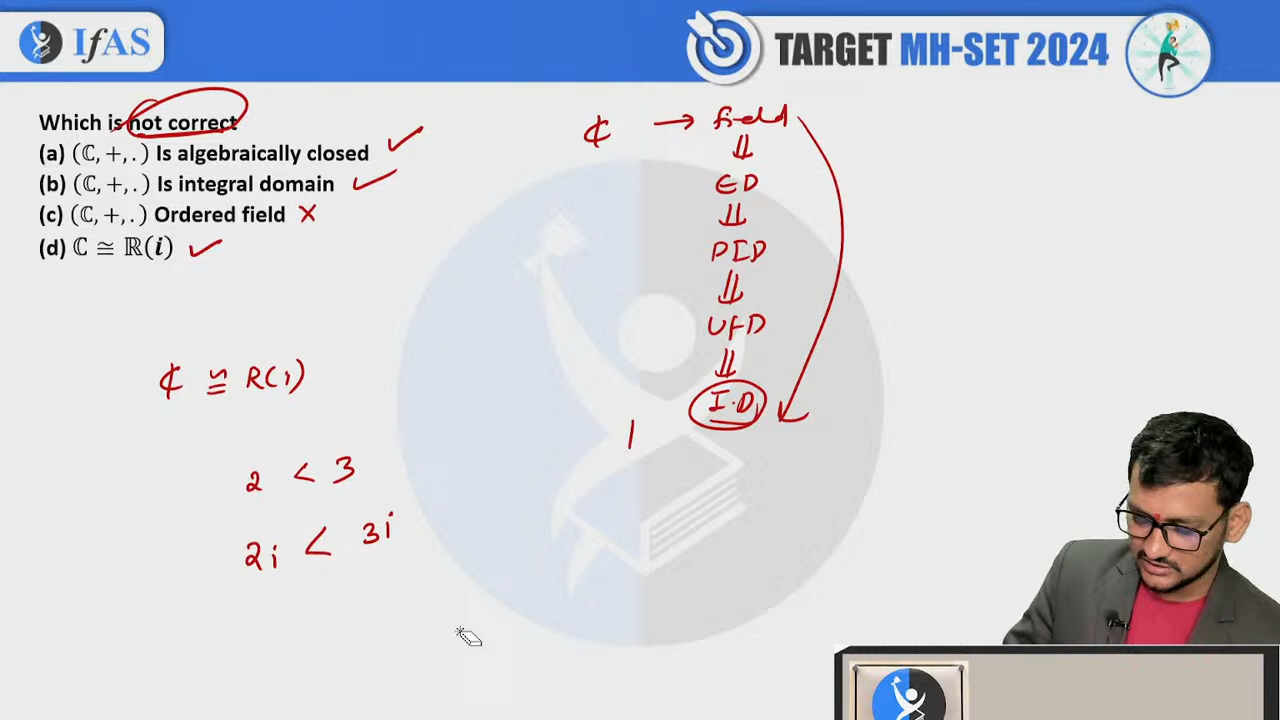 IfAS
TARGET MH-SET 2024
Which is not correct
(a) (ℂ, +, .) Is algebraically closed
(b) (ℂ, +, .) Is integral domain
(c) (ℂ, +, .) Ordered field
(d) ℂ ≅ ℝ(i)
ℂ → field
⇓
ED
⇓
PID
⇓
UFD
⇓
I.D
ℂ ≅ R(i)
2 < 3
2i < 3i